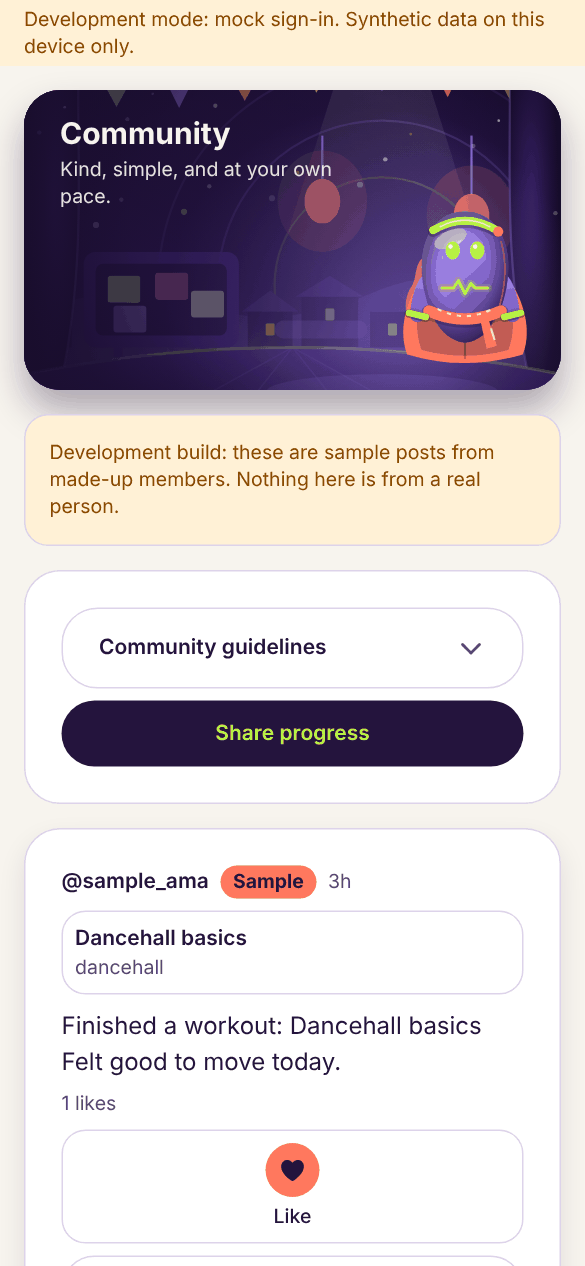 Development mode: mock sign-in. Synthetic data on this
device only.
Community
Kind, simple, and at your own
pace.
Development build: these are sample posts from
made-up members. Nothing here is from a real
person.
Community guidelines
Share progress
@sample_ama Sample 3h
Dancehall basics
dancehall
Finished a workout: Dancehall basics
Felt good to move today.
1 likes
Like